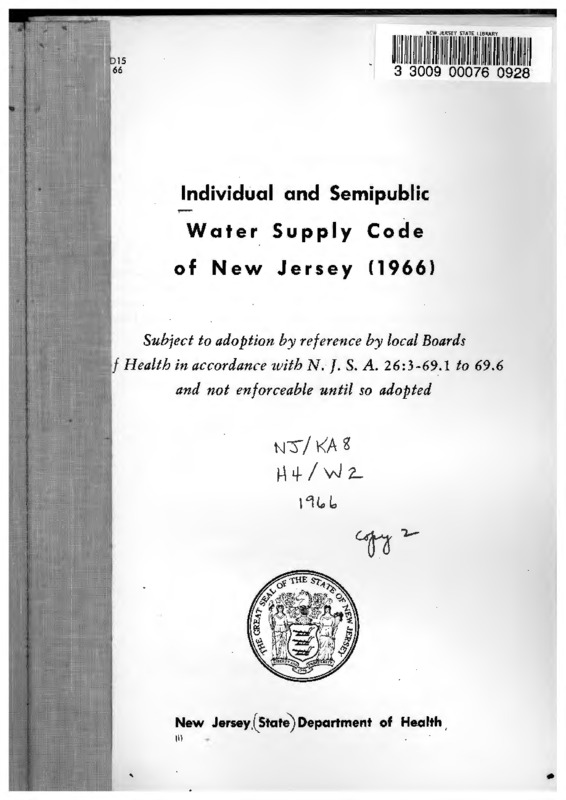 NEW JERSEY STATE LIBRARY
3 3009 00076 0928
D15
66
Individual and Semipublic
Water Supply Code
of New Jersey (1966)
Subject to adoption by reference by local Boards
f Health in accordance with N. J. S. A. 26:3-69.1 to 69.6
and not enforceable until so adopted
NJ/KA8
H4/W2
1966
copy 2
THE GREAT SEAL OF THE STATE OF NEW JERSEY
New Jersey (State) Department of Health